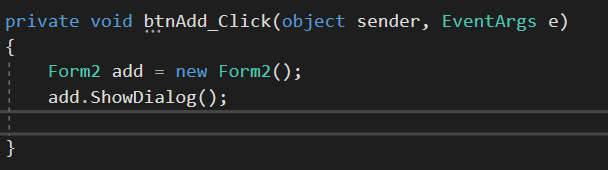 private void btnAdd_Click(object sender, EventArgs e)
{
    Form2 add = new Form2();
    add.ShowDialog();
}